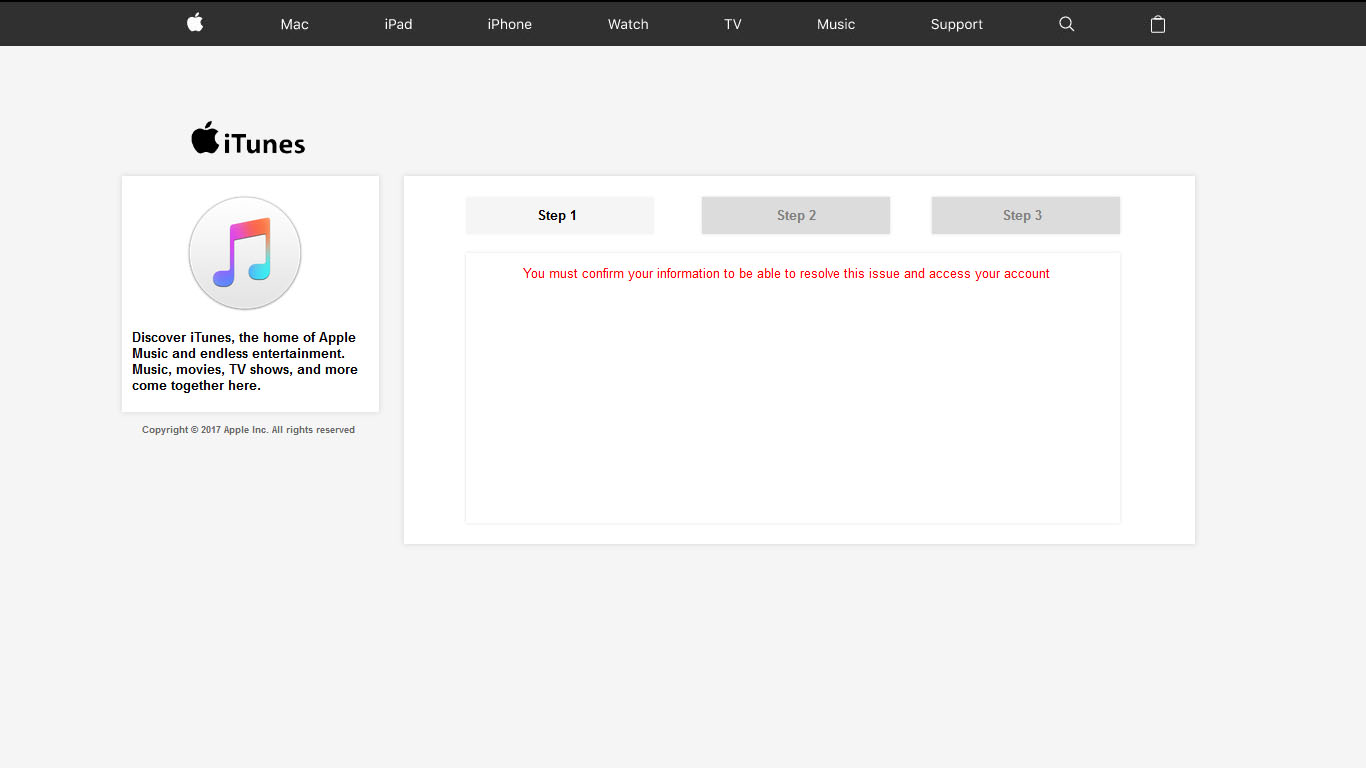 Mac iPad iPhone Watch TV Music Support
iTunes
Discover iTunes, the home of Apple
Music and endless entertainment.
Music, movies, TV shows, and more
come together here.
Copyright © 2017 Apple Inc. All rights reserved
Step 1 Step 2 Step 3
You must confirm your information to be able to resolve this issue and access your account